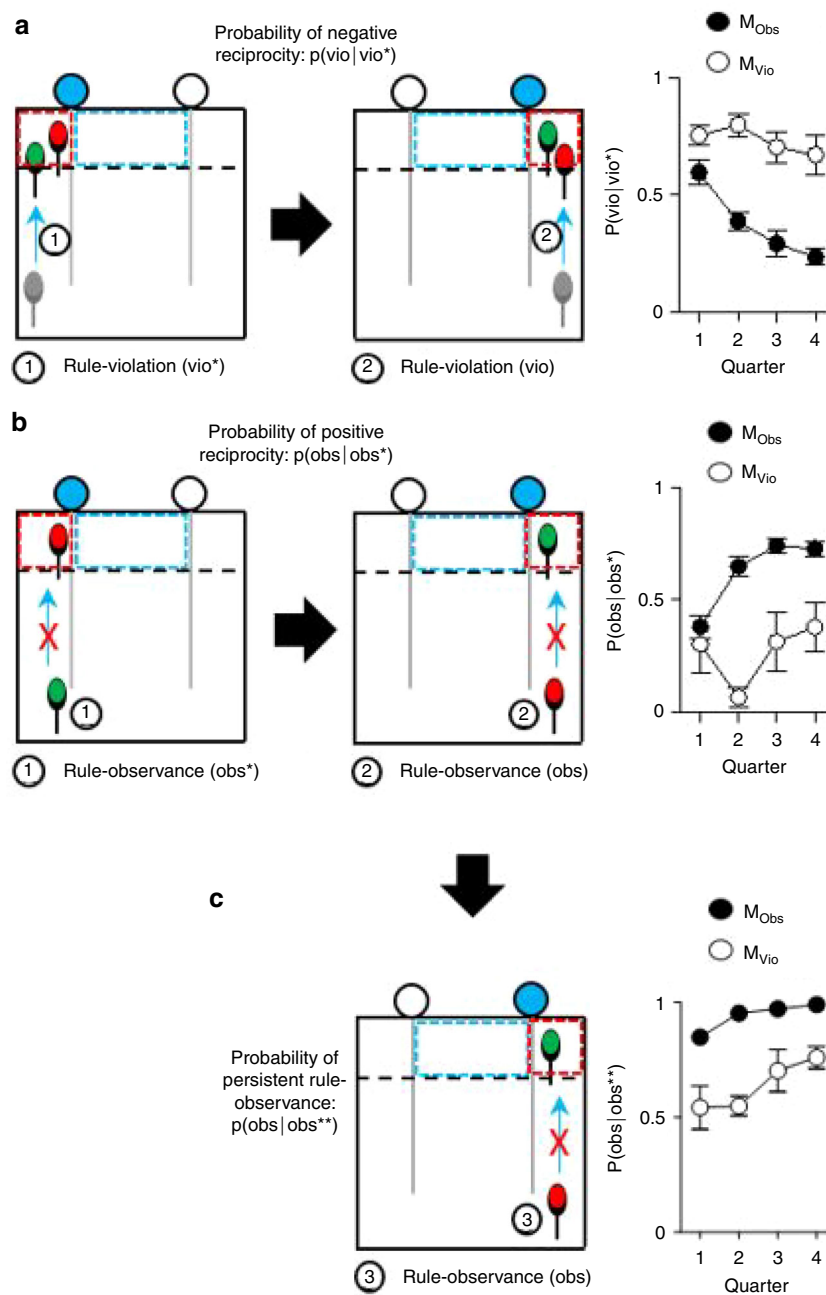 a
Probability of negative
reciprocity: p(vio|vio*)
1
2
1 Rule-violation (vio*)
2 Rule-violation (vio)
M_Obs
M_Vio
P(vio|vio*)
1
0.5
0
1 2 3 4
Quarter
b
Probability of positive
reciprocity: p(obs|obs*)
X
1
X
2
1 Rule-observance (obs*)
2 Rule-observance (obs)
M_Obs
M_Vio
P(obs|obs*)
1
0.5
0
1 2 3 4
Quarter
c
Probability of
persistent rule-
observance:
p(obs|obs**)
X
3
3 Rule-observance (obs)
M_Obs
M_Vio
P(obs|obs**)
1
0.5
0
1 2 3 4
Quarter